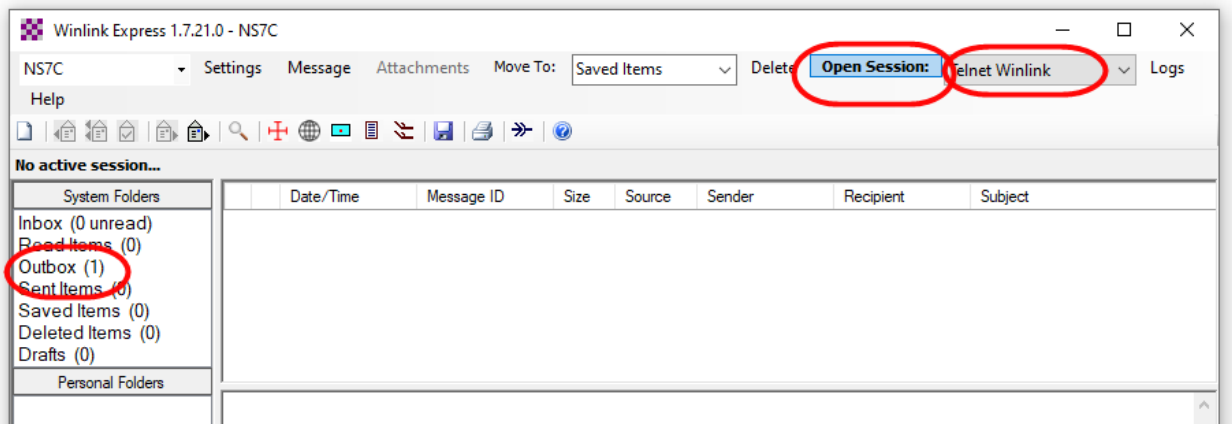 Winlink Express 1.7.21.0 - NS7C
NS7C Settings Message Attachments Move To: Saved Items Delete Open Session: Telnet Winlink Logs
Help
No active session...
System Folders Date/Time Message ID Size Source Sender Recipient Subject
Inbox (0 unread)
Read Items (0)
Outbox (1)
Sent Items (0)
Saved Items (0)
Deleted Items (0)
Drafts (0)
Personal Folders